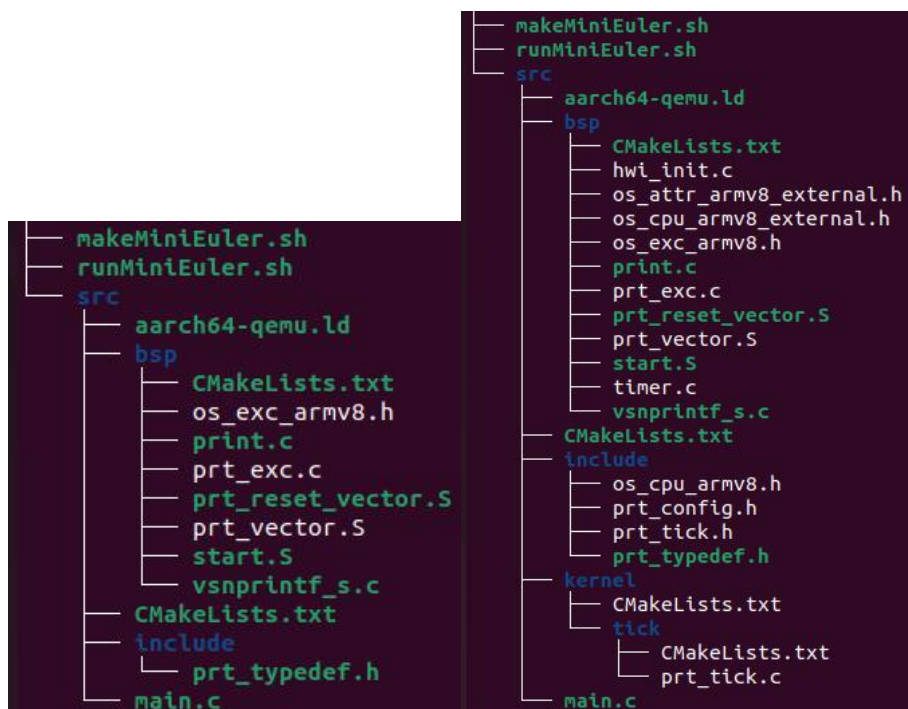 makeMiniEuler.sh
runMiniEuler.sh
src
aarch64-qemu.ld
bsp
CMakeLists.txt
os_exc_armv8.h
print.c
prt_exc.c
prt_reset_vector.S
prt_vector.S
start.S
vsnprintf_s.c
CMakeLists.txt
include
prt_typedef.h
main.c
makeMiniEuler.sh
runMiniEuler.sh
src
aarch64-qemu.ld
bsp
CMakeLists.txt
hwi_init.c
os_attr_armv8_external.h
os_cpu_armv8_external.h
os_exc_armv8.h
print.c
prt_exc.c
prt_reset_vector.S
prt_vector.S
start.S
timer.c
vsnprintf_s.c
CMakeLists.txt
include
os_cpu_armv8.h
prt_config.h
prt_tick.h
prt_typedef.h
kernel
CMakeLists.txt
tick
CMakeLists.txt
prt_tick.c
main.c